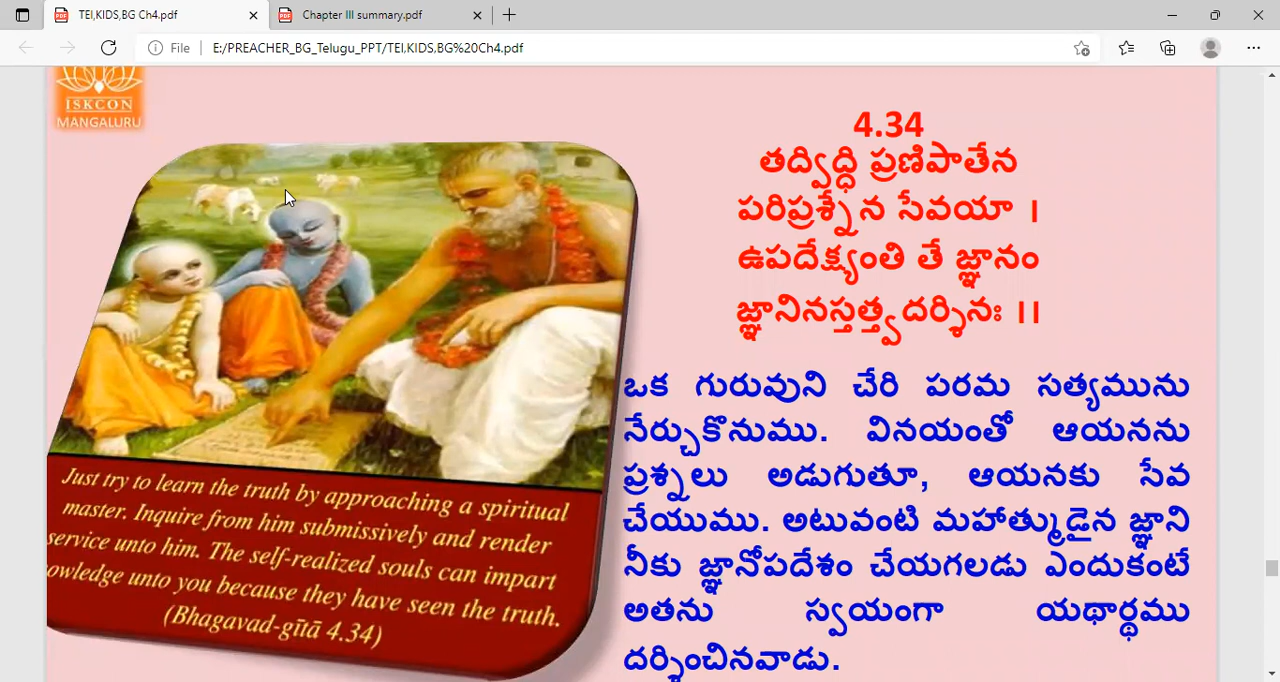 TEI,KIDS,BG Ch4.pdf
Chapter III summary.pdf
File
E:/PREACHER_BG_Telugu_PPT/TEI,KIDS,BG%20Ch4.pdf
ISKCON
MANGALURU
4.34
తద్విద్ధి ప్రణిపాతేన
పరిప్రశ్నేన సేవయా ।
ఉపదేక్ష్యంతి తే జ్ఞానం
జ్ఞానినస్తత్త్వదర్శినః ।।
ఒక గురువుని చేరి పరమ సత్యమును
నేర్చుకొనుము. వినయంతో ఆయనను
ప్రశ్నలు అడుగుతూ, ఆయనకు సేవ
చేయుము. అటువంటి మహాత్ముడైన జ్ఞాని
నీకు జ్ఞానోపదేశం చేయగలడు ఎందుకంటే
అతను స్వయంగా యథార్థము
దర్శించినవాడు.
Just try to learn the truth by approaching a spiritual
master. Inquire from him submissively and render
service unto him. The self-realized souls can impart
owledge unto you because they have seen the truth.
(Bhagavad-gītā 4.34)